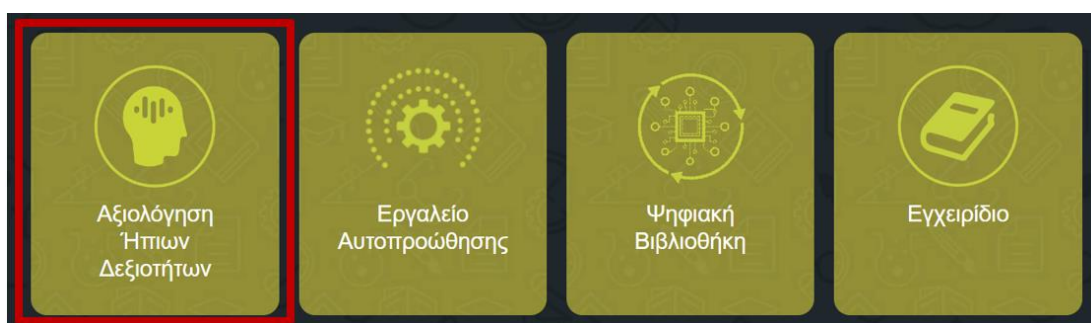 Αξιολόγηση
Ήπιων
Δεξιοτήτων
Εργαλείο
Αυτοπροώθησης
Ψηφιακή
Βιβλιοθήκη
Εγχειρίδιο